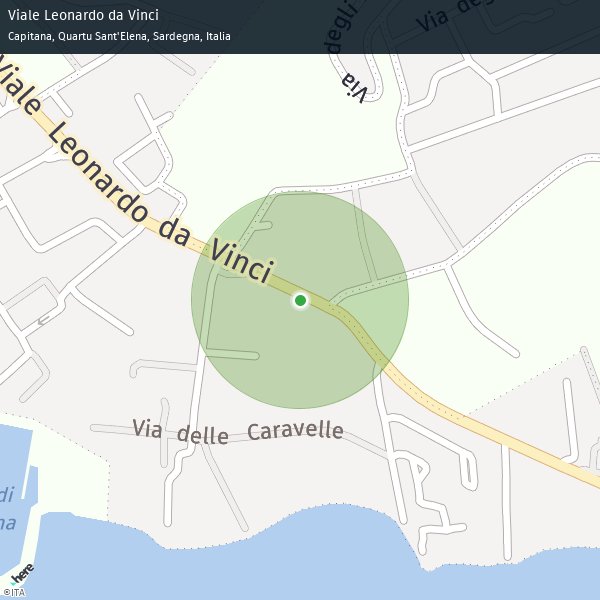 Viale Leonardo da Vinci
Capitana, Quartu Sant'Elena, Sardegna, Italia
Via degli
Via deg
Viale Leonardo da Vinci
Via delle Caravelle
di
na
here
©ITA